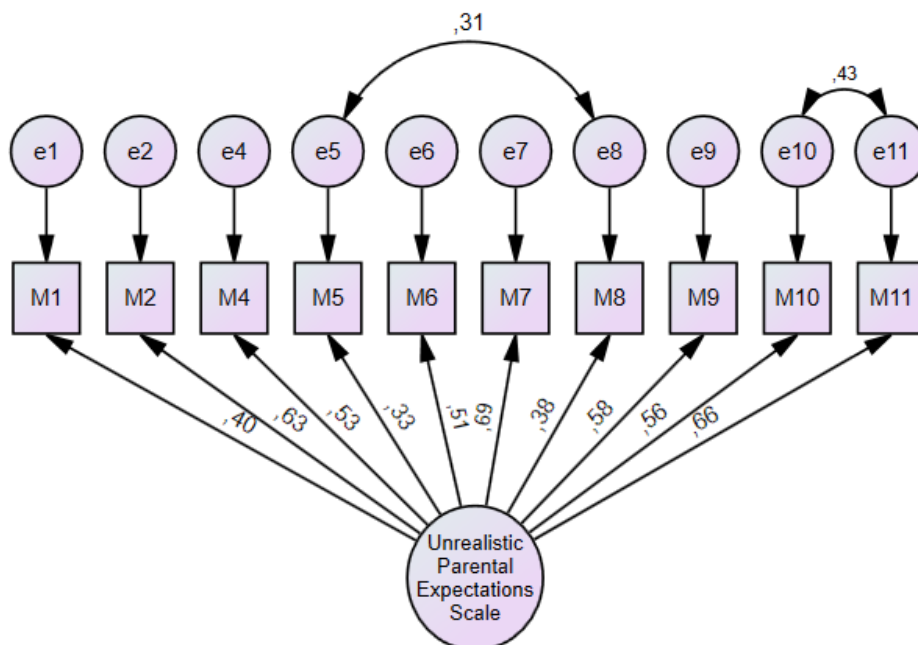 ,31
,43
e1 e2 e4 e5 e6 e7 e8 e9 e10 e11
M1 M2 M4 M5 M6 M7 M8 M9 M10 M11
,40 ,63 ,53 ,33 ,51 ,69 ,38 ,58 ,56 ,66
Unrealistic
Parental
Expectations
Scale